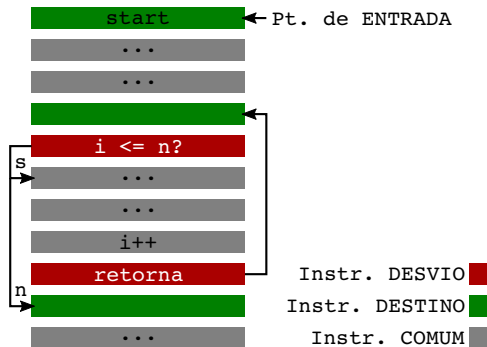 start Pt. de ENTRADA
...
...
i <= n?
s ...
...
i++
retorna Instr. DESVIO
n Instr. DESTINO
... Instr. COMUM